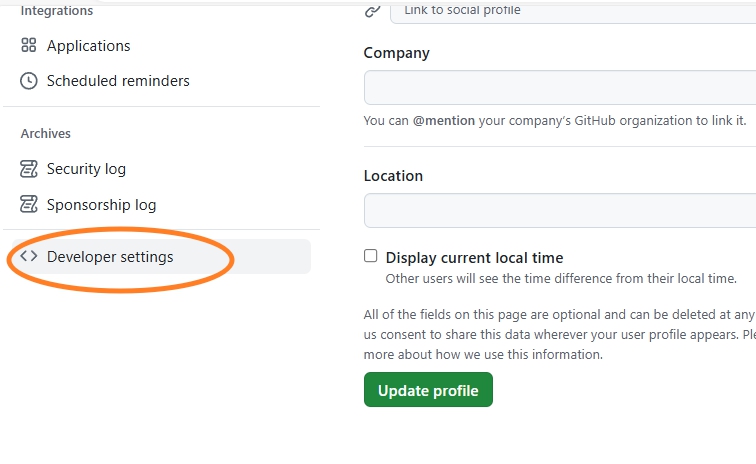 Integrations
Applications
Scheduled reminders
Archives
Security log
Sponsorship log
Developer settings
Link to social profile
Company
You can @mention your company's GitHub organization to link it.
Location
Display current local time
Other users will see the time difference from their local time.
All of the fields on this page are optional and can be deleted at any
us consent to share this data wherever your user profile appears.
more about how we use this information.
Update profile